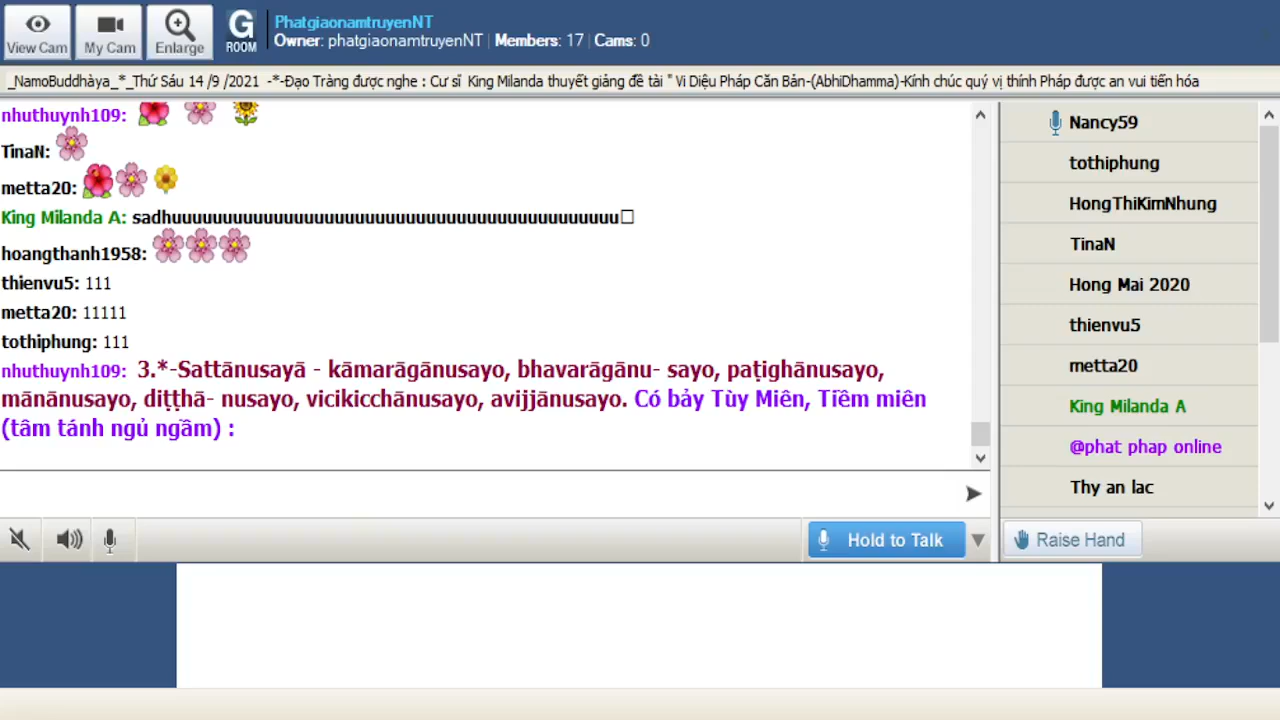 View Cam
My Cam
Enlarge
G
ROOM
PhatgiaonamtruyenNT
Owner: phatgiaonamtruyenNT | Members: 17 | Cams: 0
_NamoBuddhàya_*_Thứ Sáu 14 /9 /2021 -*-Đạo Tràng được nghe : Cư sĩ King Milanda thuyết giảng đề tài " Vi Diệu Pháp Căn Bản-(AbhiDhamma)-Kính chúc quý vị thính Pháp được an vui tiến hóa
nhuthuynh109:
TinaN:
metta20:
King Milanda A: sadhuuuuuuuuuuuuuuuuuuuuuuuuuuuuuuuuuuuuuuuuuuuu
hoangthanh1958:
thienvu5: 111
metta20: 11111
tothiphung: 111
nhuthuynh109: 3.*-Sattānusayā - kāmarāgānusayo, bhavarāgānu- sayo, paṭighānusayo,
mānānusayo, diṭṭhā- nusayo, vicikicchānusayo, avijjānusayo. Có bảy Tùy Miên, Tiềm miên
(tâm tánh ngủ ngầm) :
Nancy59
tothiphung
HongThiKimNhung
TinaN
Hong Mai 2020
thienvu5
metta20
King Milanda A
@phat phap online
Thy an lac
Hold to Talk
Raise Hand